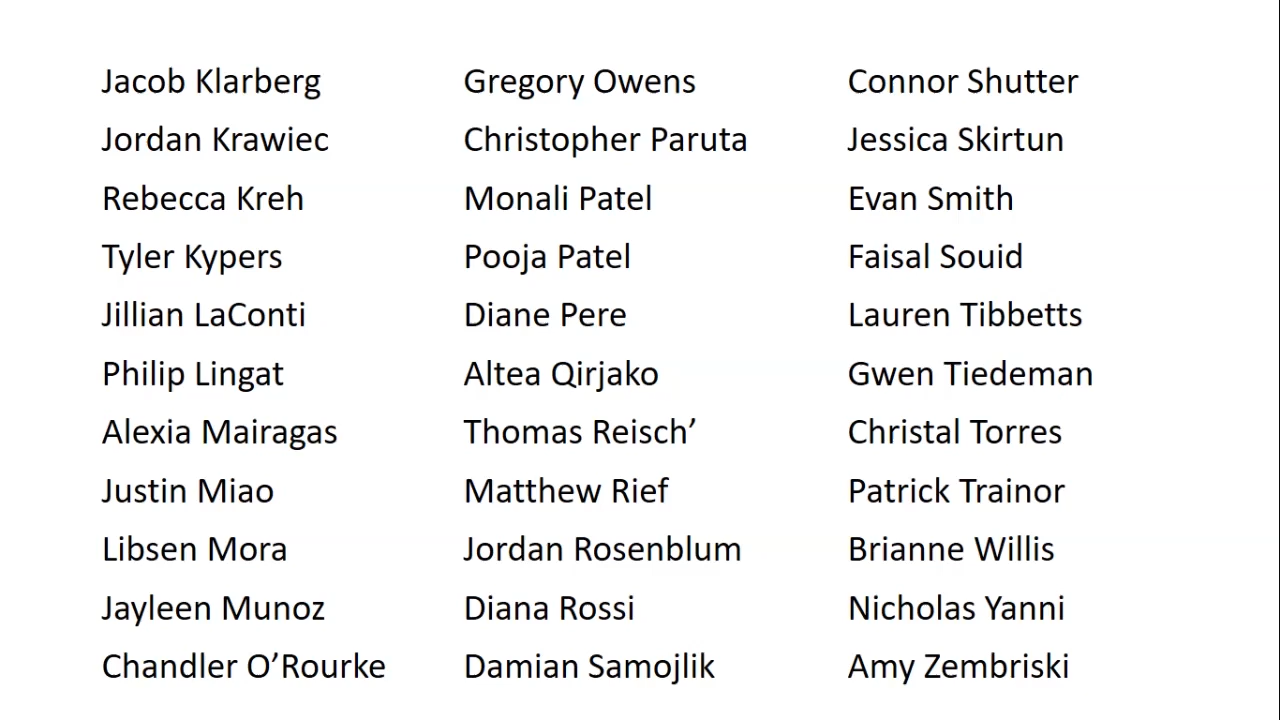 Jacob Klarberg
Jordan Krawiec
Rebecca Kreh
Tyler Kypers
Jillian LaConti
Philip Lingat
Alexia Mairagas
Justin Miao
Libsen Mora
Jayleen Munoz
Chandler O’Rourke
Gregory Owens
Christopher Paruta
Monali Patel
Pooja Patel
Diane Pere
Altea Qirjako
Thomas Reisch’
Matthew Rief
Jordan Rosenblum
Diana Rossi
Damian Samojlik
Connor Shutter
Jessica Skirtun
Evan Smith
Faisal Souid
Lauren Tibbetts
Gwen Tiedeman
Christal Torres
Patrick Trainor
Brianne Willis
Nicholas Yanni
Amy Zembriski